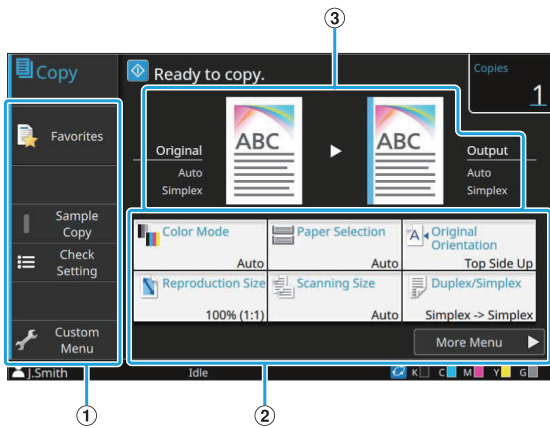 ③
Copy
Ready to copy.
Copies
1
Favorites
Original
Auto
Simplex
ABC
ABC
Output
Auto
Simplex
Sample
Copy
Check
Setting
Custom
Menu
Color Mode
Auto
Paper Selection
Auto
A
Original
Orientation
Top Side Up
Reproduction Size
100% (1:1)
Scanning Size
Auto
Duplex/Simplex
Simplex -> Simplex
More Menu
J.Smith
Idle
K C M Y G
①
②